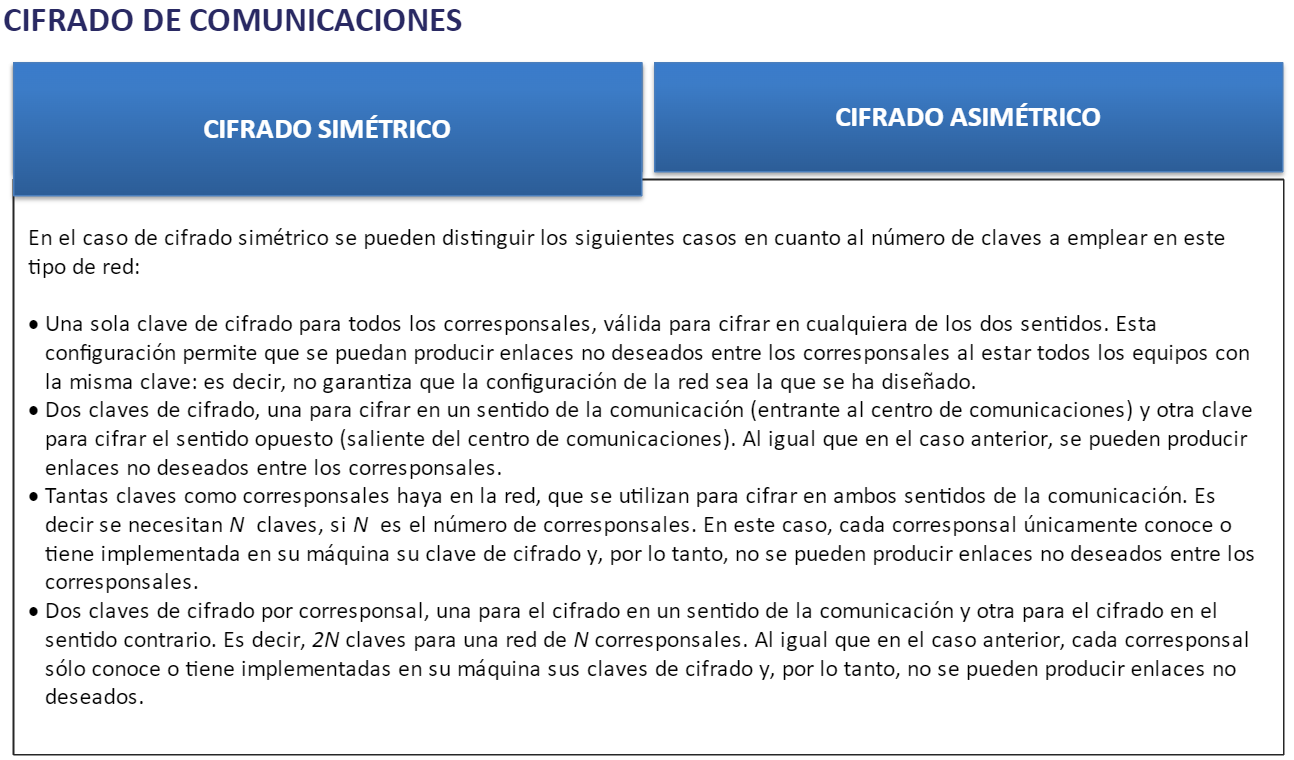 CIFRADO DE COMUNICACIONES
CIFRADO SIMÉTRICO
CIFRADO ASIMÉTRICO
En el caso de cifrado simétrico se pueden distinguir los siguientes casos en cuanto al número de claves a emplear en este
tipo de red:
• Una sola clave de cifrado para todos los corresponsales, válida para cifrar en cualquiera de los dos sentidos. Esta
configuración permite que se puedan producir enlaces no deseados entre los corresponsales al estar todos los equipos con
la misma clave: es decir, no garantiza que la configuración de la red sea la que se ha diseñado.
• Dos claves de cifrado, una para cifrar en un sentido de la comunicación (entrante al centro de comunicaciones) y otra clave
para cifrar el sentido opuesto (saliente del centro de comunicaciones). Al igual que en el caso anterior, se pueden producir
enlaces no deseados entre los corresponsales.
• Tantas claves como corresponsales haya en la red, que se utilizan para cifrar en ambos sentidos de la comunicación. Es
decir se necesitan N claves, si N es el número de corresponsales. En este caso, cada corresponsal únicamente conoce o
tiene implementada en su máquina su clave de cifrado y, por lo tanto, no se pueden producir enlaces no deseados entre los
corresponsales.
• Dos claves de cifrado por corresponsal, una para el cifrado en un sentido de la comunicación y otra para el cifrado en el
sentido contrario. Es decir, 2N claves para una red de N corresponsales. Al igual que en el caso anterior, cada corresponsal
sólo conoce o tiene implementadas en su máquina sus claves de cifrado y, por lo tanto, no se pueden producir enlaces no
deseados.